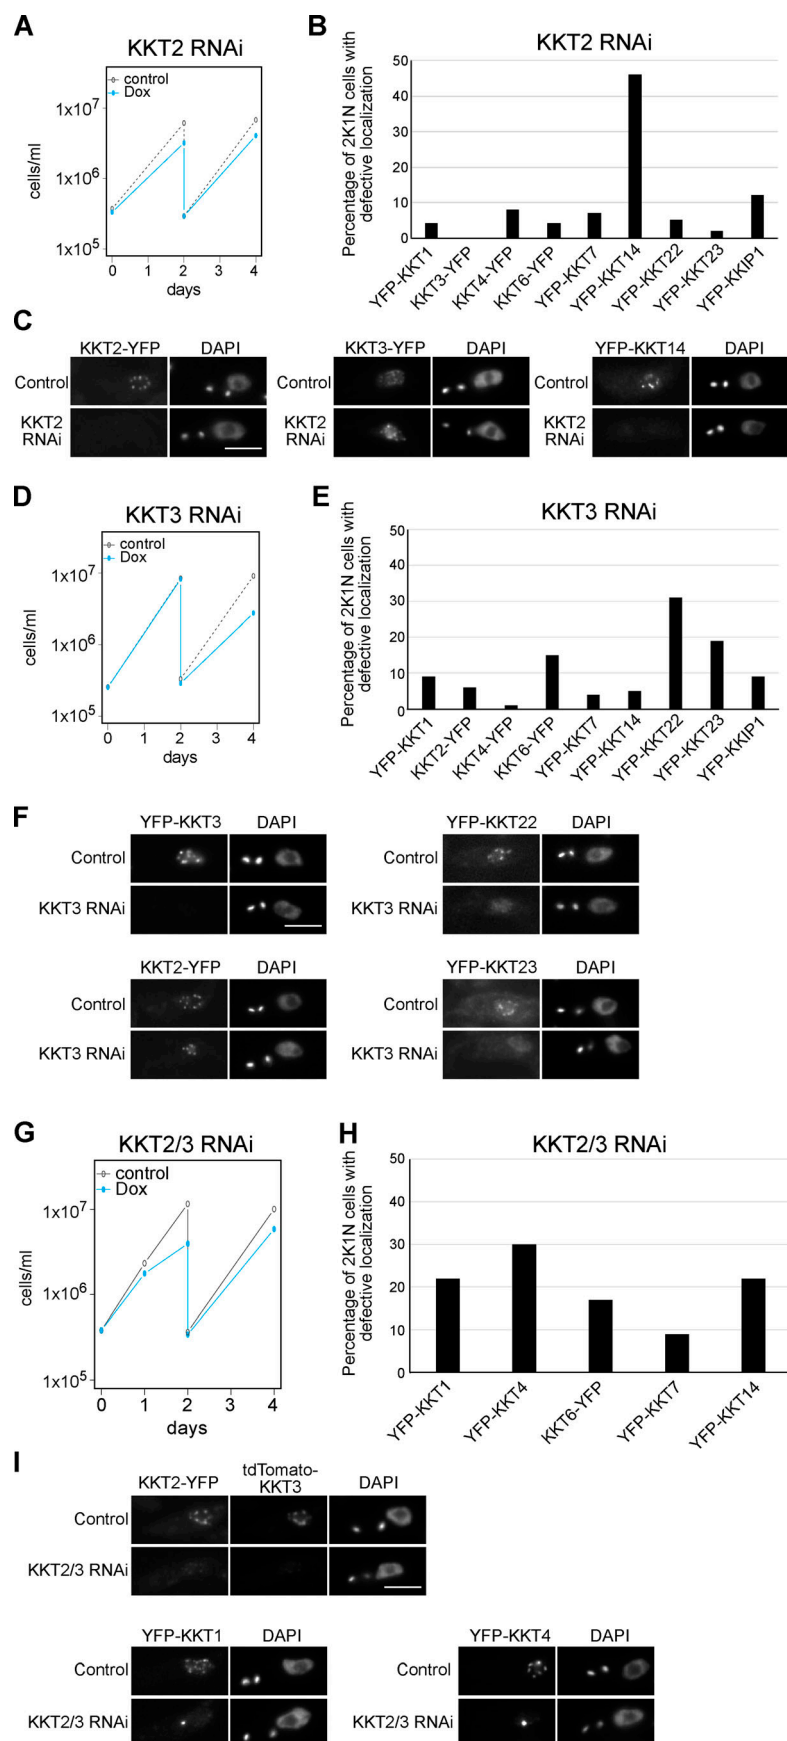 A
KKT2 RNAi
control
Dox
1x10⁷
1x10⁶
1x10⁵
cells/ml
0 1 2 3 4
days
B
KKT2 RNAi
Percentage of 2K1N cells with
defective localization
50
40
30
20
10
0
YFP-KKT1
KKT3-YFP
KKT4-YFP
KKT6-YFP
YFP-KKT7
YFP-KKT14
YFP-KKT22
YFP-KKT23
YFP-KKIP1
C
KKT2-YFP DAPI
Control
KKT2
RNAi
KKT3-YFP DAPI
Control
KKT2
RNAi
YFP-KKT14 DAPI
Control
KKT2
RNAi
D
KKT3 RNAi
control
Dox
1x10⁷
1x10⁶
1x10⁵
cells/ml
0 1 2 3 4
days
E
KKT3 RNAi
Percentage of 2K1N cells with
defective localization
50
40
30
20
10
0
YFP-KKT1
KKT2-YFP
KKT4-YFP
KKT6-YFP
YFP-KKT7
YFP-KKT14
YFP-KKT22
YFP-KKT23
YFP-KKIP1
F
YFP-KKT3 DAPI
Control
KKT3 RNAi
YFP-KKT22 DAPI
Control
KKT3 RNAi
KKT2-YFP DAPI
Control
KKT3 RNAi
YFP-KKT23 DAPI
Control
KKT3 RNAi
G
KKT2/3 RNAi
control
Dox
1x10⁷
1x10⁶
1x10⁵
cells/ml
0 1 2 3 4
days
H
KKT2/3 RNAi
Percentage of 2K1N cells with
defective localization
50
40
30
20
10
0
YFP-KKT1
YFP-KKT4
KKT6-YFP
YFP-KKT7
YFP-KKT14
I
KKT2-YFP tdTomato-
KKT3 DAPI
Control
KKT2/3 RNAi
YFP-KKT1 DAPI
Control
KKT2/3 RNAi
YFP-KKT4 DAPI
Control
KKT2/3 RNAi